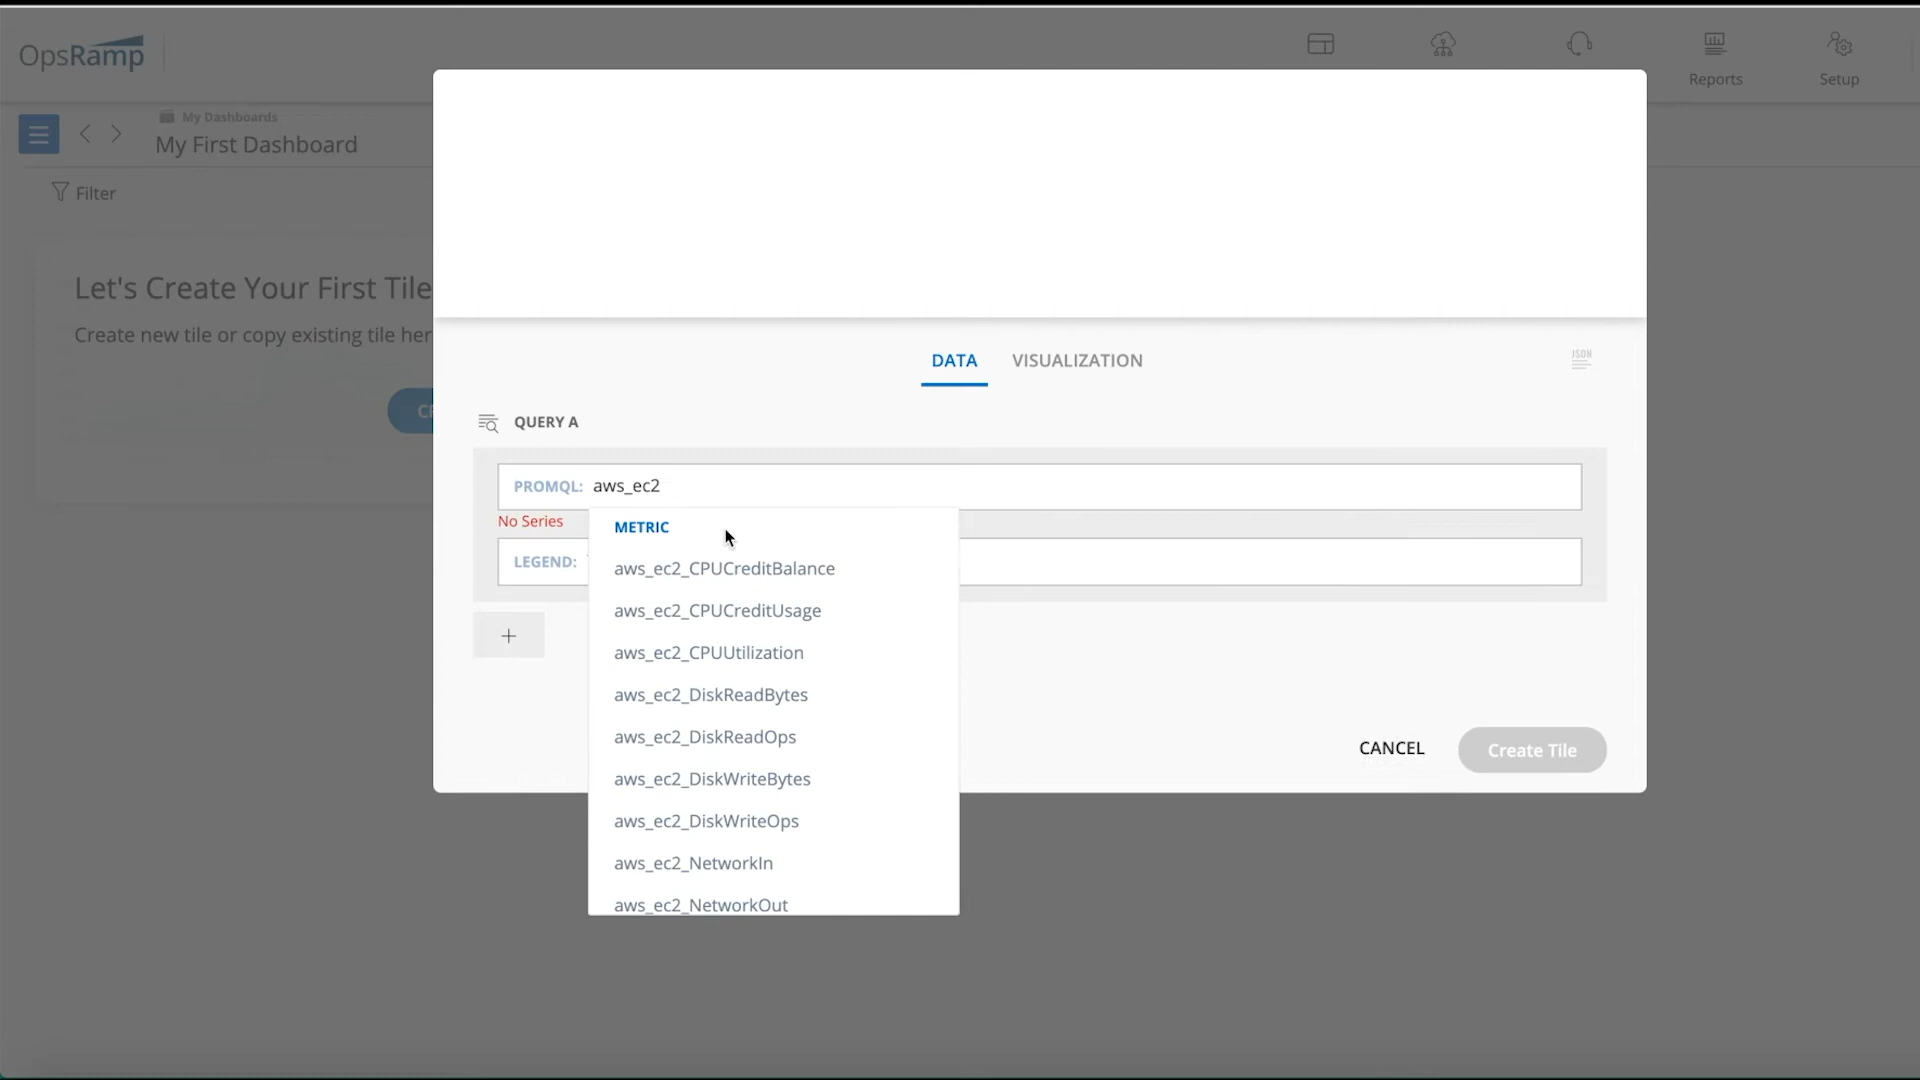 OpsRamp
Reports
Setup
My Dashboards
My First Dashboard
Filter
Let's Create Your First Tile
Create new tile or copy existing tile her
DATA
VISUALIZATION
JSON
QUERY A
PROMQL: aws_ec2
No Series
METRIC
LEGEND:
aws_ec2_CPUCreditBalance
aws_ec2_CPUCreditUsage
aws_ec2_CPUUtilization
aws_ec2_DiskReadBytes
aws_ec2_DiskReadOps
aws_ec2_DiskWriteBytes
aws_ec2_DiskWriteOps
aws_ec2_NetworkIn
aws_ec2_NetworkOut
CANCEL
Create Tile